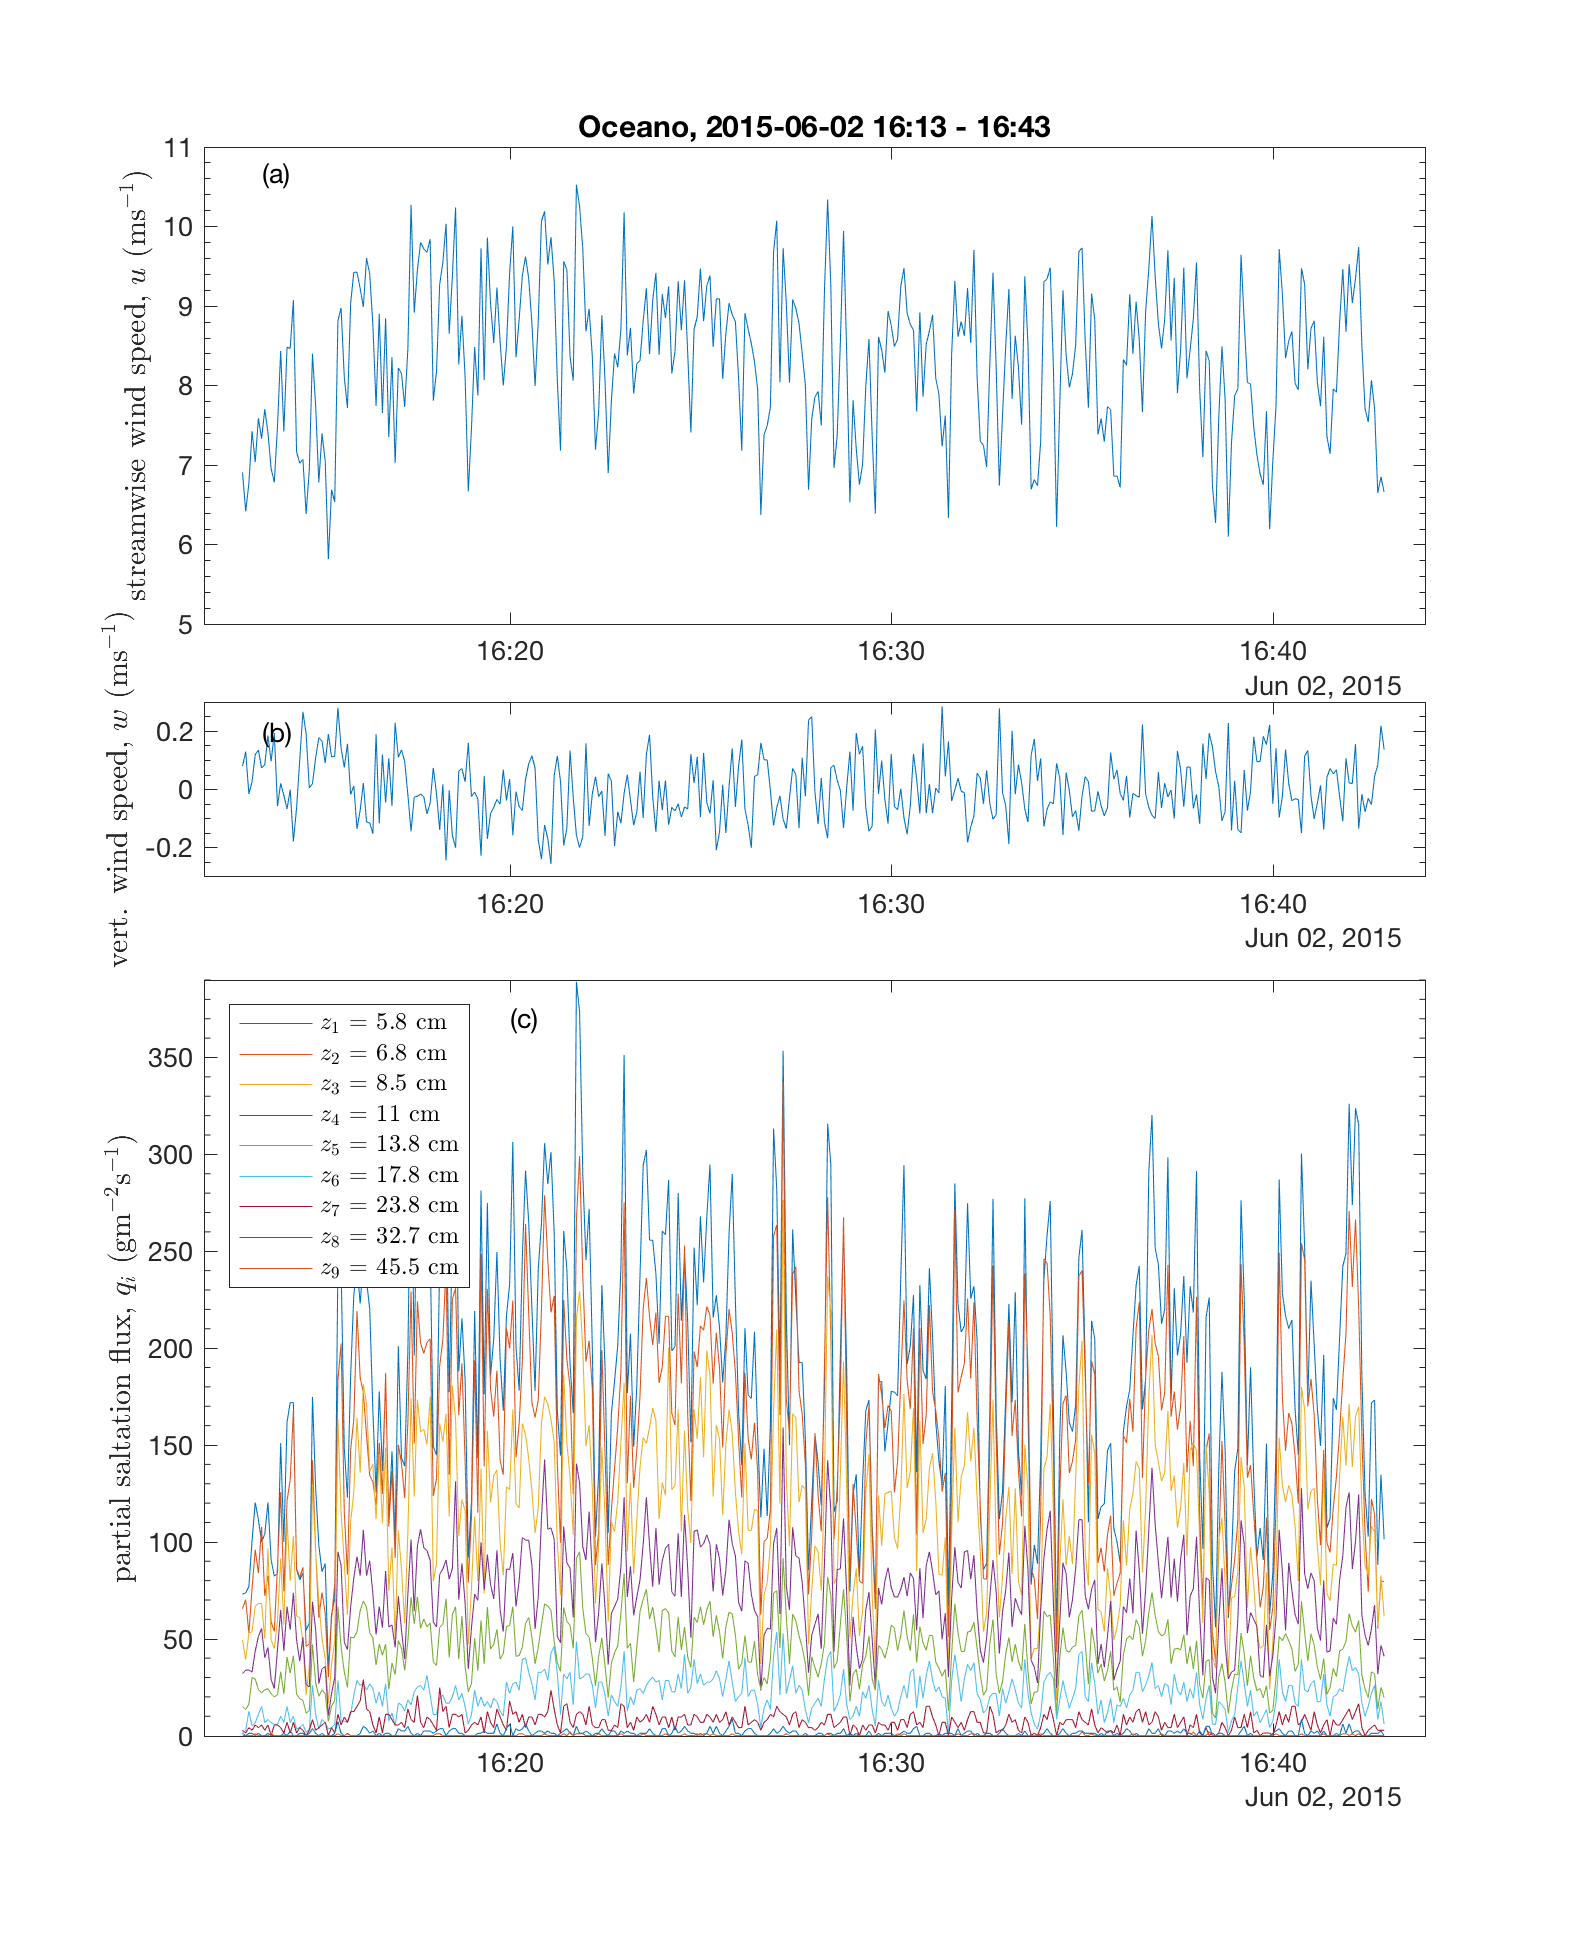 Oceano, 2015-06-02 16:13 - 16:43
(a)
streamwise wind speed, u (ms⁻¹)
11
10
9
8
7
6
5
16:20 16:30 16:40
Jun 02, 2015
(b)
vert. wind speed, w (ms⁻¹)
0.2
0
-0.2
16:20 16:30 16:40
Jun 02, 2015
(c)
partial saltation flux, qᵢ (gm⁻²s⁻¹)
350
300
250
200
150
100
50
0
z₁ = 5.8 cm
z₂ = 6.8 cm
z₃ = 8.5 cm
z₄ = 11 cm
z₅ = 13.8 cm
z₆ = 17.8 cm
z₇ = 23.8 cm
z₈ = 32.7 cm
z₉ = 45.5 cm
16:20 16:30 16:40
Jun 02, 2015